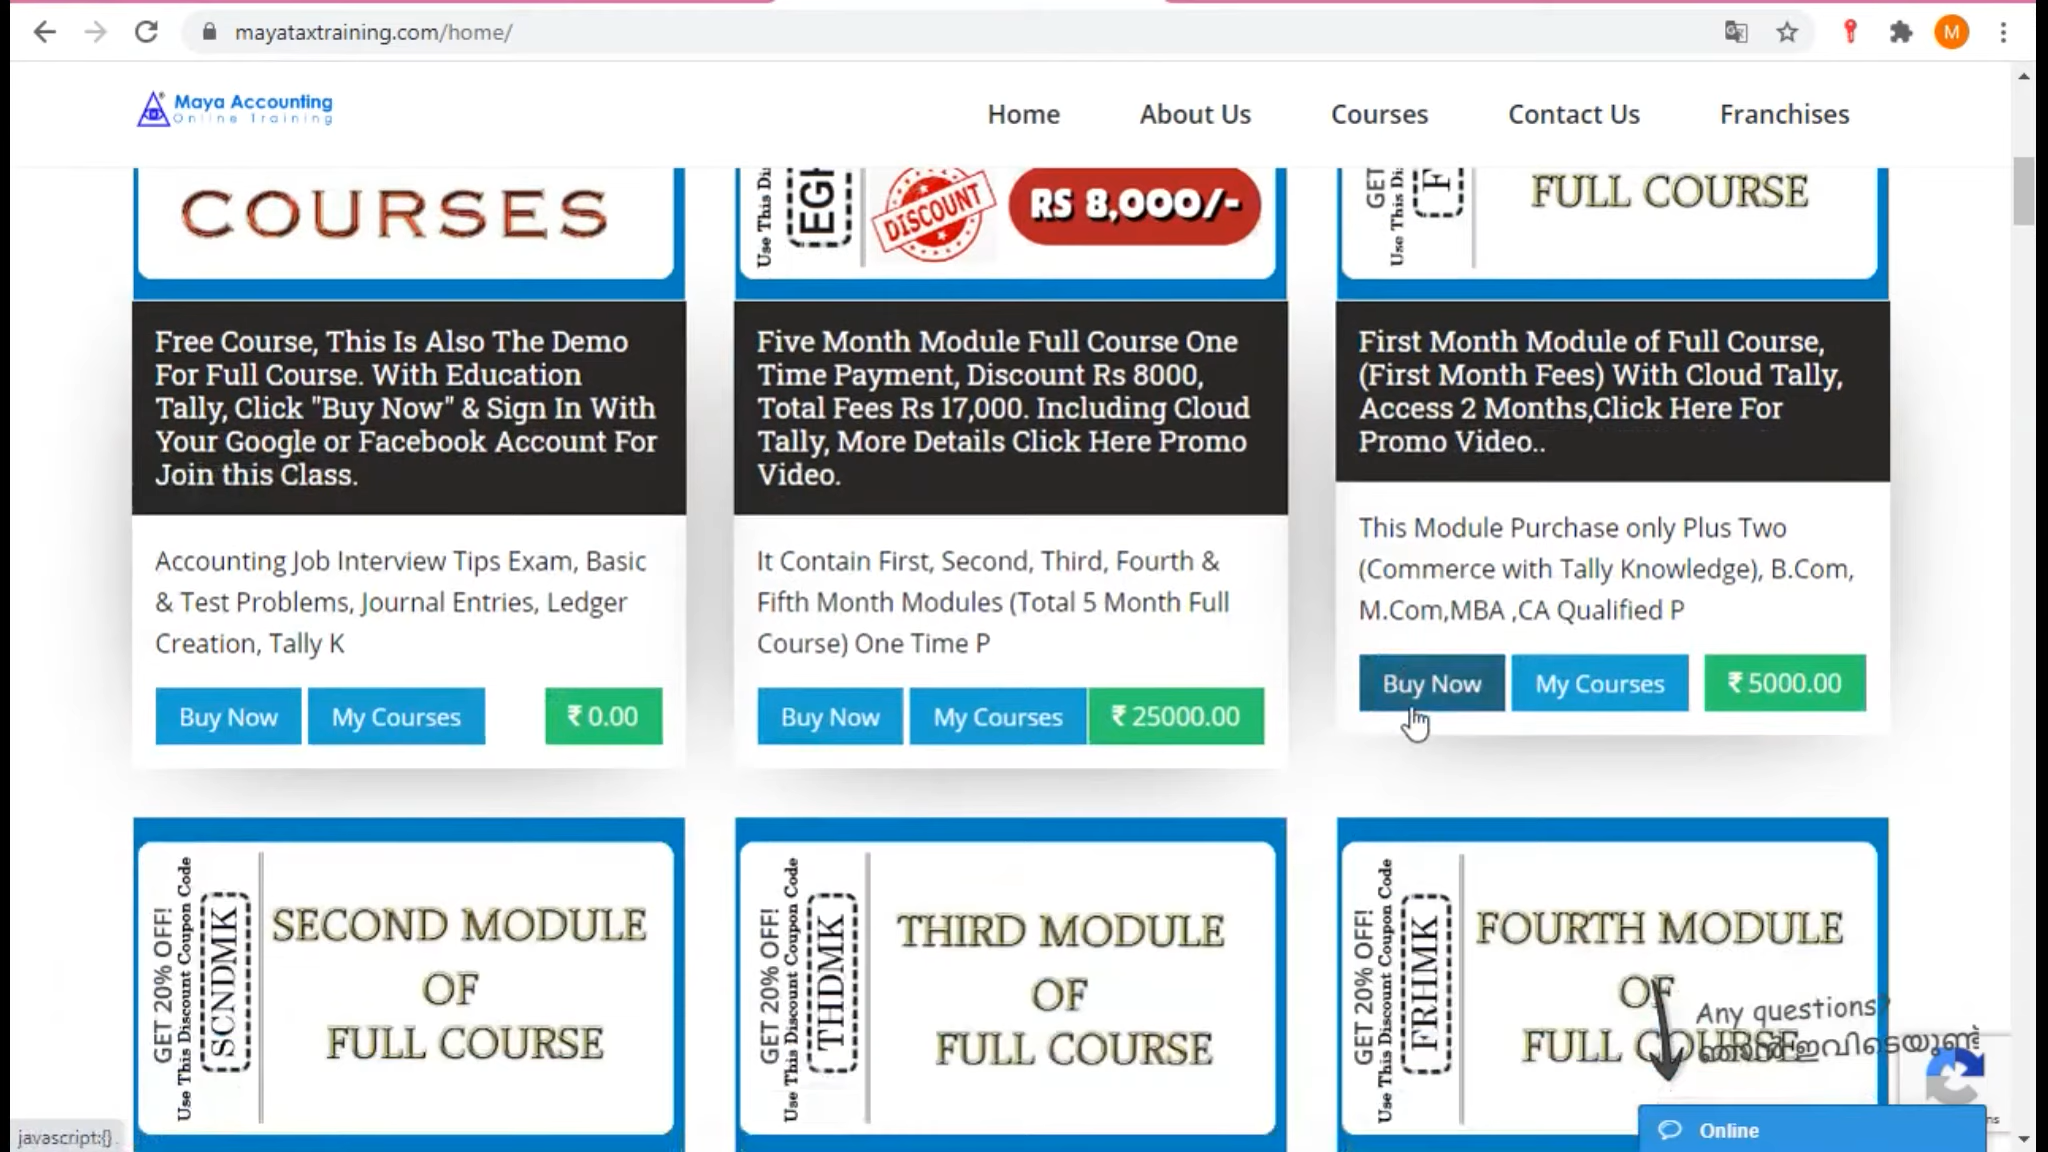 mayataxtraining.com/home/
M
Maya Accounting
Online Training
Home
About Us
Courses
Contact Us
Franchises
COURSES
Use This Di
EGH
DISCOUNT
RS 8,000/-
GET
Use This Di
FULL COURSE
Free Course, This Is Also The Demo
For Full Course. With Education
Tally, Click "Buy Now" & Sign In With
Your Google or Facebook Account For
Join this Class.
Accounting Job Interview Tips Exam, Basic
& Test Problems, Journal Entries, Ledger
Creation, Tally K
Buy Now
My Courses
₹ 0.00
Five Month Module Full Course One
Time Payment, Discount Rs 8000,
Total Fees Rs 17,000. Including Cloud
Tally, More Details Click Here Promo
Video.
It Contain First, Second, Third, Fourth &
Fifth Month Modules (Total 5 Month Full
Course) One Time P
Buy Now
My Courses
₹ 25000.00
First Month Module of Full Course,
(First Month Fees) With Cloud Tally,
Access 2 Months,Click Here For
Promo Video..
This Module Purchase only Plus Two
(Commerce with Tally Knowledge), B.Com,
M.Com,MBA ,CA Qualified P
Buy Now
My Courses
₹ 5000.00
GET 20% OFF!
Use This Discount Coupon Code
SCNDMK
SECOND MODULE
OF
FULL COURSE
GET 20% OFF!
Use This Discount Coupon Code
THDMK
THIRD MODULE
OF
FULL COURSE
GET 20% OFF!
Use This Discount Coupon Code
FRHMK
FOURTH MODULE
OF
FULL COURSE
Any questions?
ഞാൻ ഇവിടെയുണ്ട്
Online
javascript:{}